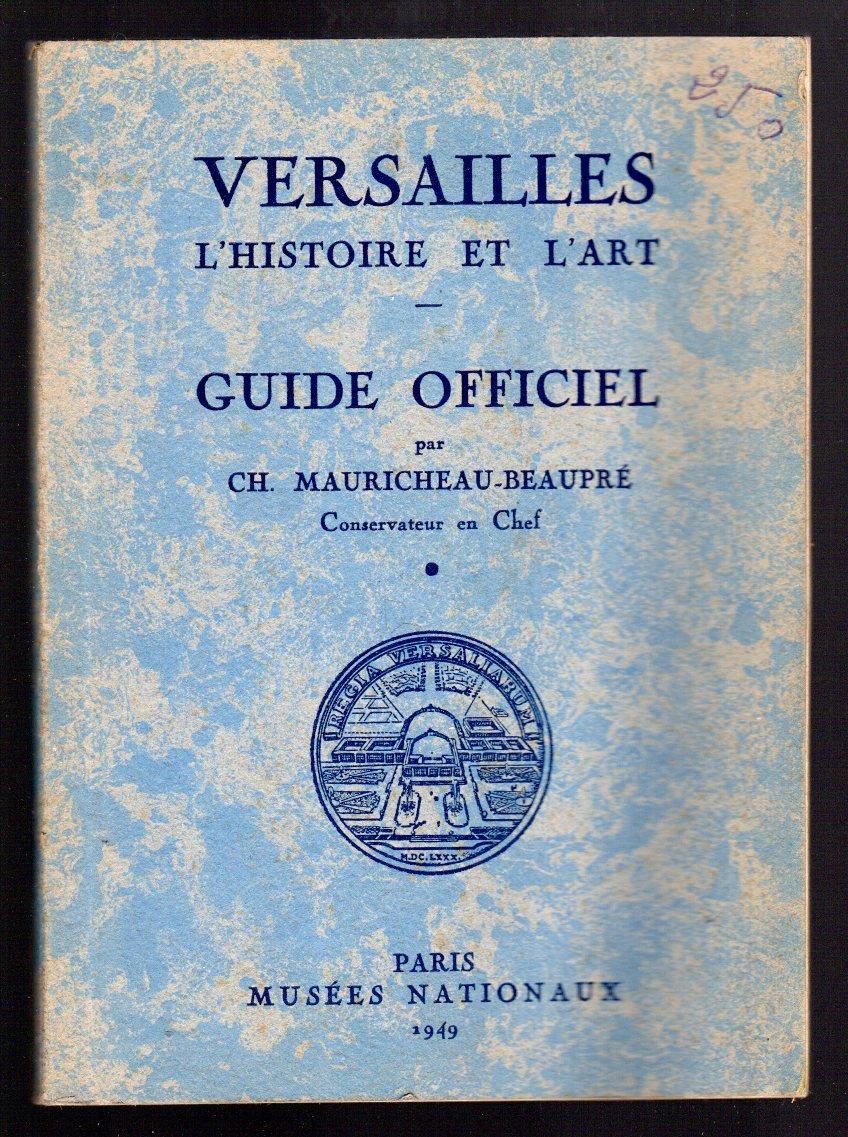 250
VERSAILLES
L'HISTOIRE ET L'ART
—
GUIDE OFFICIEL
par
CH. MAURICHEAU-BEAUPRÉ
Conservateur en Chef
REGIA VERSALIARUM
M.DC.LXXX.
PARIS
MUSÉES NATIONAUX
1949